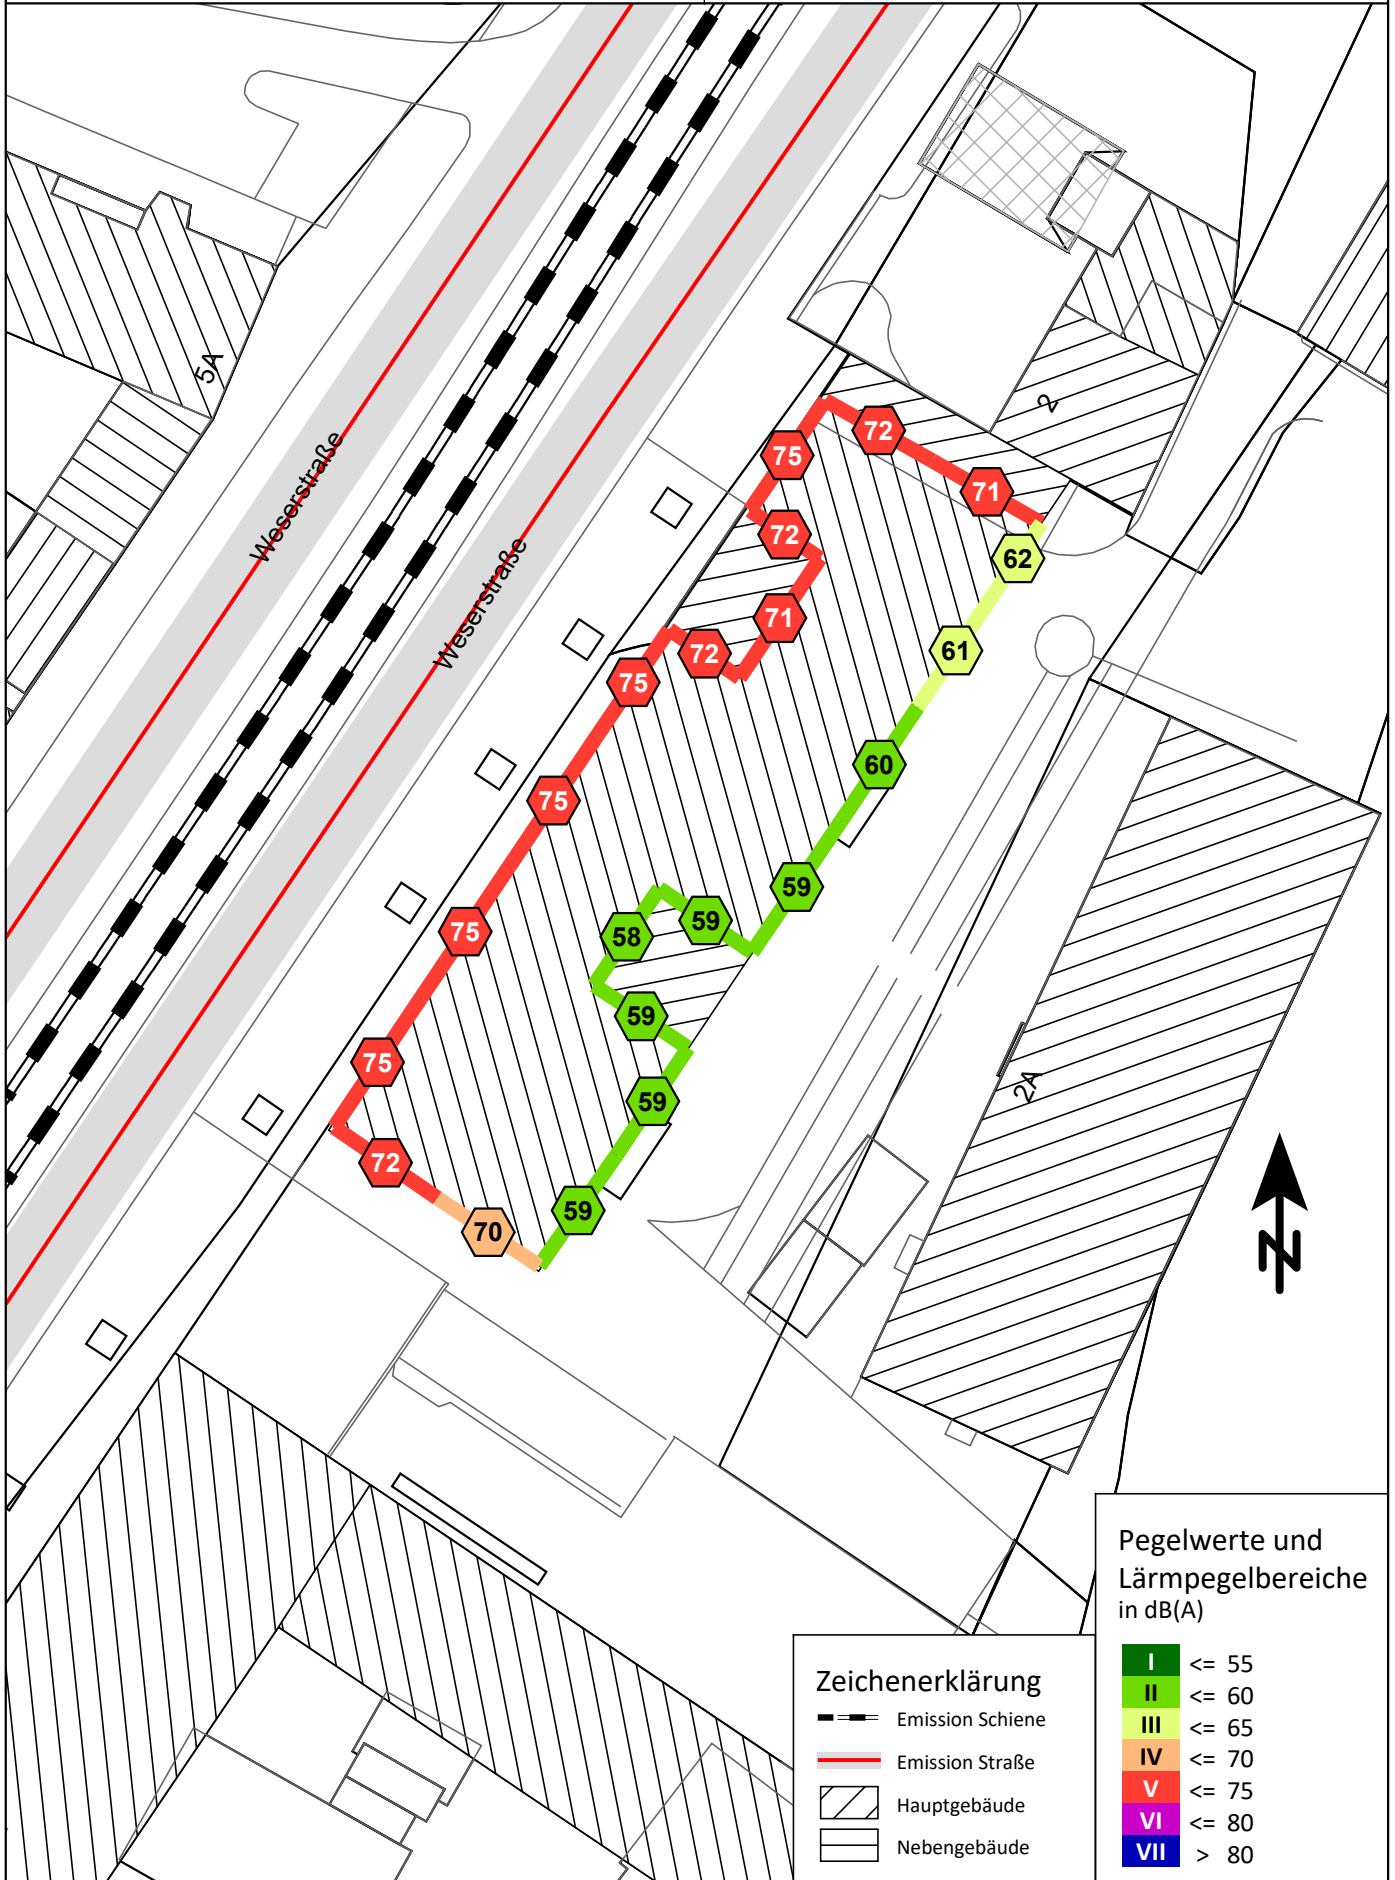 5A
Weserstraße
Weserstraße
2
72
75
71
72
62
71
72
61
75
60
75
59
59
75
58
59
75
59
72
59
70
2A
N
Pegelwerte und
Lärmpegelbereiche
in dB(A)
I <= 55
II <= 60
III <= 65
IV <= 70
V <= 75
VI <= 80
VII > 80
Zeichenerklärung
Emission Schiene
Emission Straße
Hauptgebäude
Nebengebäude